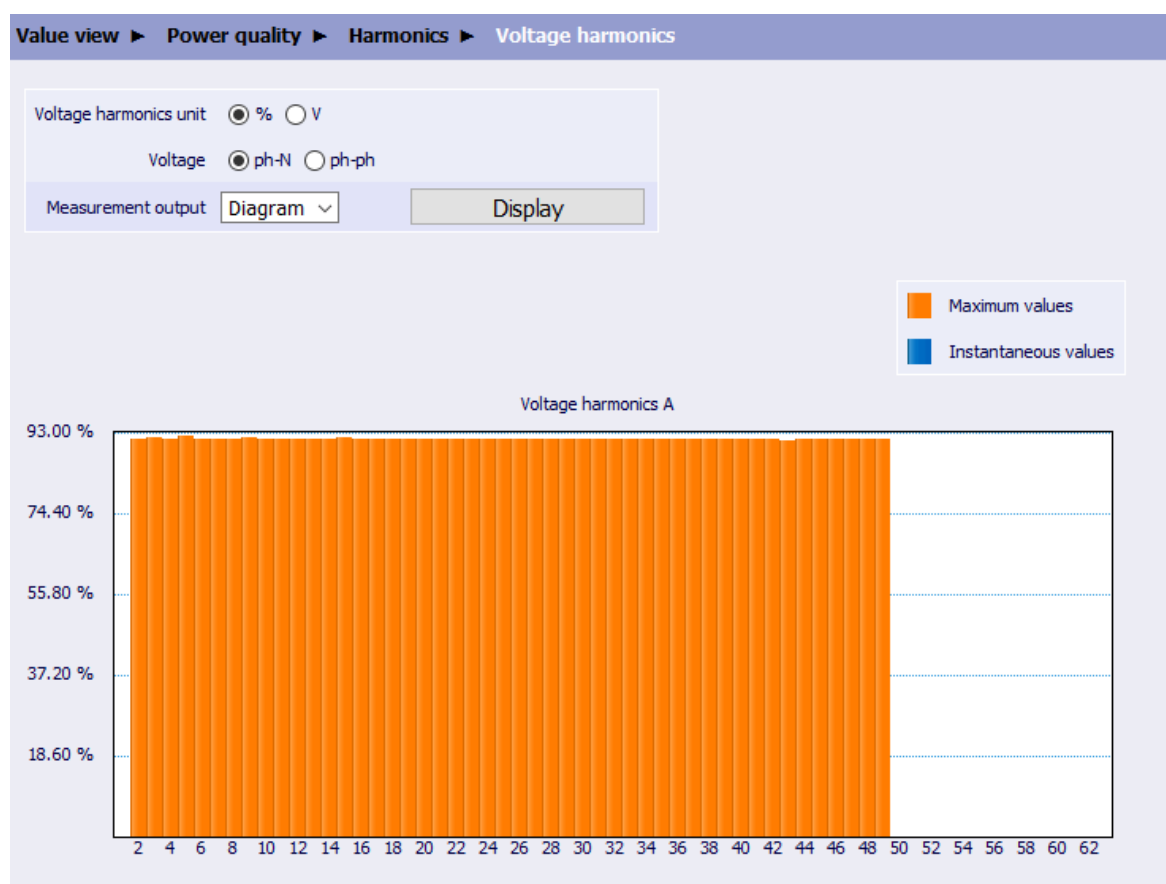 Value view ► Power quality ► Harmonics ► Voltage harmonics
Voltage harmonics unit % V
Voltage ph-N ph-ph
Measurement output Diagram Display
Maximum values
Instantaneous values
Voltage harmonics A
93.00 %
74.40 %
55.80 %
37.20 %
18.60 %
2 4 6 8 10 12 14 16 18 20 22 24 26 28 30 32 34 36 38 40 42 44 46 48 50 52 54 56 58 60 62